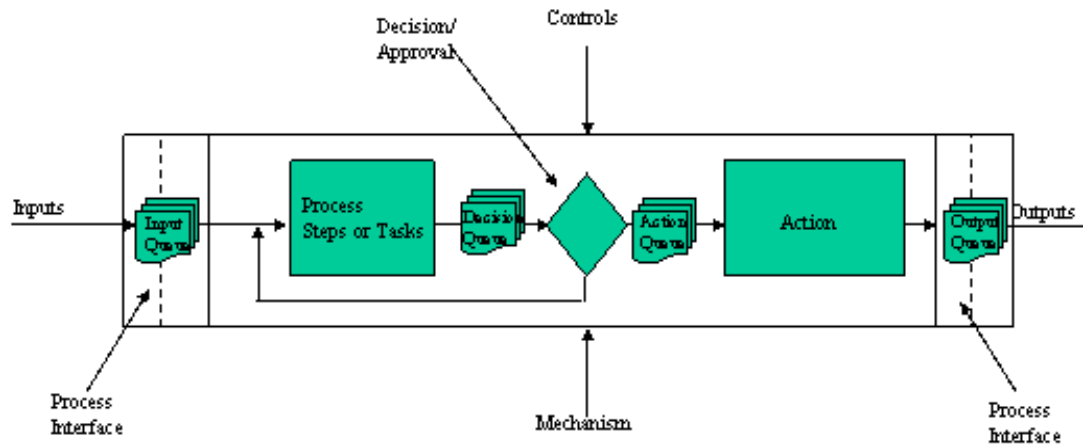 Decision/
Approval
Controls
Inputs
Input
Queue
Process
Steps or Tasks
Decision
Queue
Action
Queue
Action
Output
Queue
Outputs
Process
Interface
Mechanism
Process
Interface